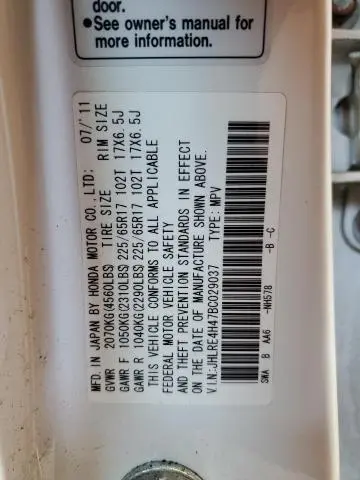 door.
●See owner's manual for
more information.
MFD. IN JAPAN BY HONDA MOTOR CO., LTD: 07/'11
GVWR 2070KG(4560LBS) TIRE SIZE RIM SIZE
GAWR F 1050KG(2310LBS) 225/65R17 102T 17X6.5J
GAWR R 1040KG(2290LBS) 225/65R17 102T 17X6.5J
THIS VEHICLE CONFORMS TO ALL APPLICABLE
FEDERAL MOTOR VEHICLE SAFETY
AND THEFT PREVENTION STANDARDS IN EFFECT
ON THE DATE OF MANUFACTURE SHOWN ABOVE.
V.I.N.:JHLRE4H47BC029037 TYPE: MPV
SWA B AA6 -NH578 -B -C